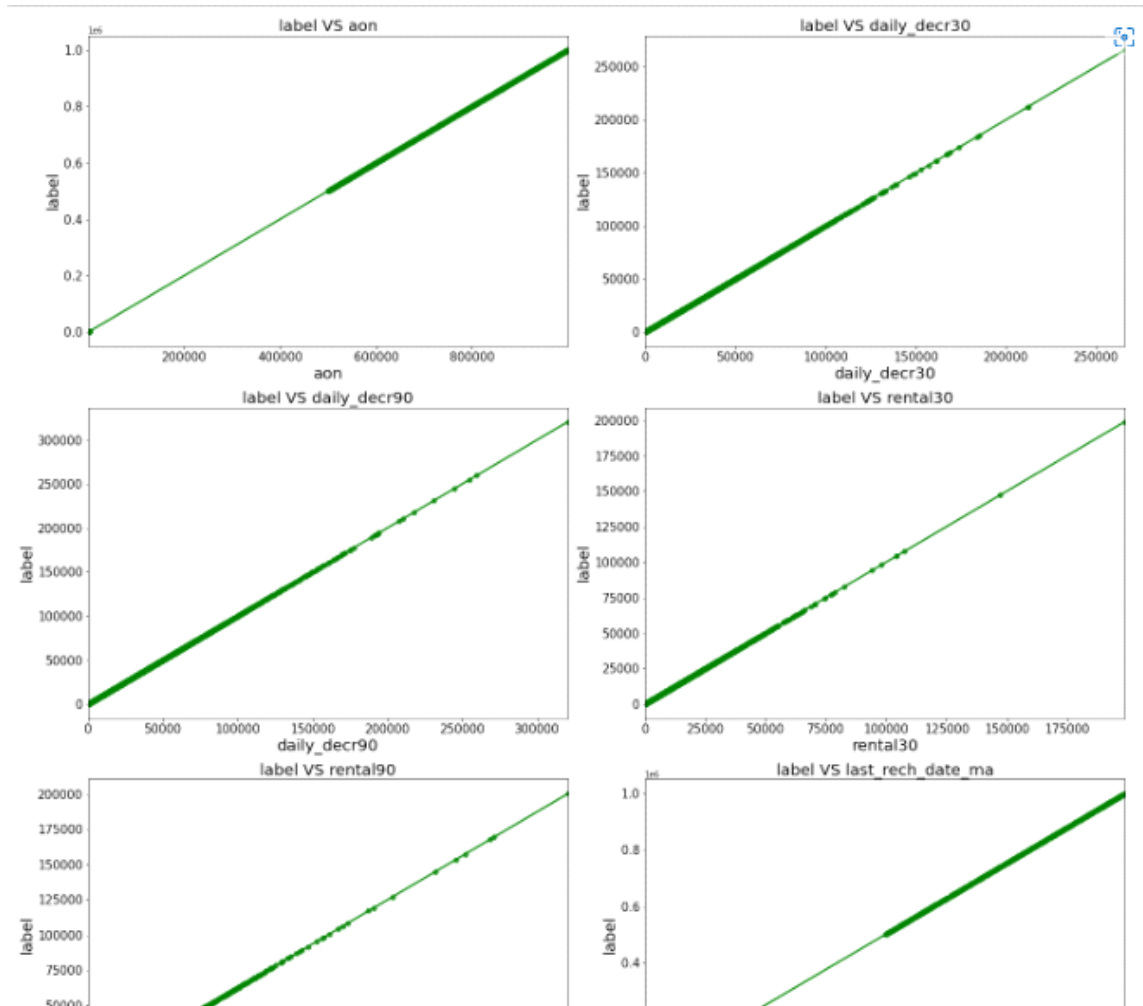 label VS aon
1e6
1.0
0.8
0.6
0.4
0.2
0.0
label
200000 400000 600000 800000
aon
label VS daily_decr30
250000
200000
150000
100000
50000
0
label
0 50000 100000 150000 200000 250000
daily_decr30
label VS daily_decr90
300000
250000
200000
150000
100000
50000
0
label
0 50000 100000 150000 200000 250000 300000
daily_decr90
label VS rental30
200000
175000
150000
125000
100000
75000
50000
25000
0
label
0 25000 50000 75000 100000 125000 150000 175000
rental30
label VS rental90
200000
175000
150000
125000
100000
75000
50000
label
label VS last_rech_date_ma
1e6
1.0
0.8
0.6
0.4
label